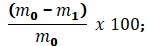 (m₀ − m₁)
m₀
x 100;